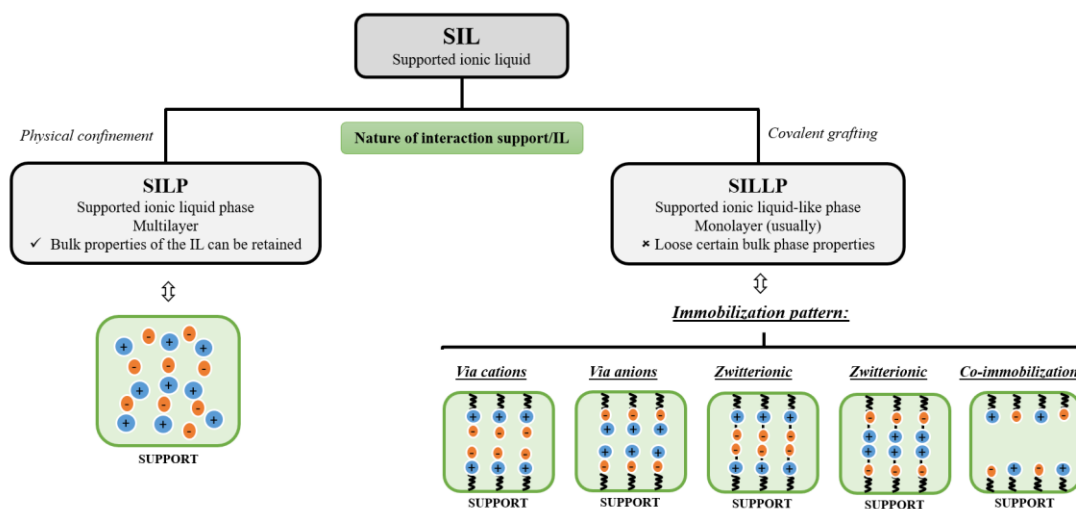 SIL
Supported ionic liquid
Physical confinement
Nature of interaction support/IL
Covalent grafting
SILP
Supported ionic liquid phase
Multilayer
✓ Bulk properties of the IL can be retained
SILLP
Supported ionic liquid-like phase
Monolayer (usually)
✖ Loose certain bulk phase properties
Immobilization pattern:
SUPPORT
Via cations
Via anions
Zwitterionic
Zwitterionic
Co-immobilization
SUPPORT
SUPPORT
SUPPORT
SUPPORT
SUPPORT